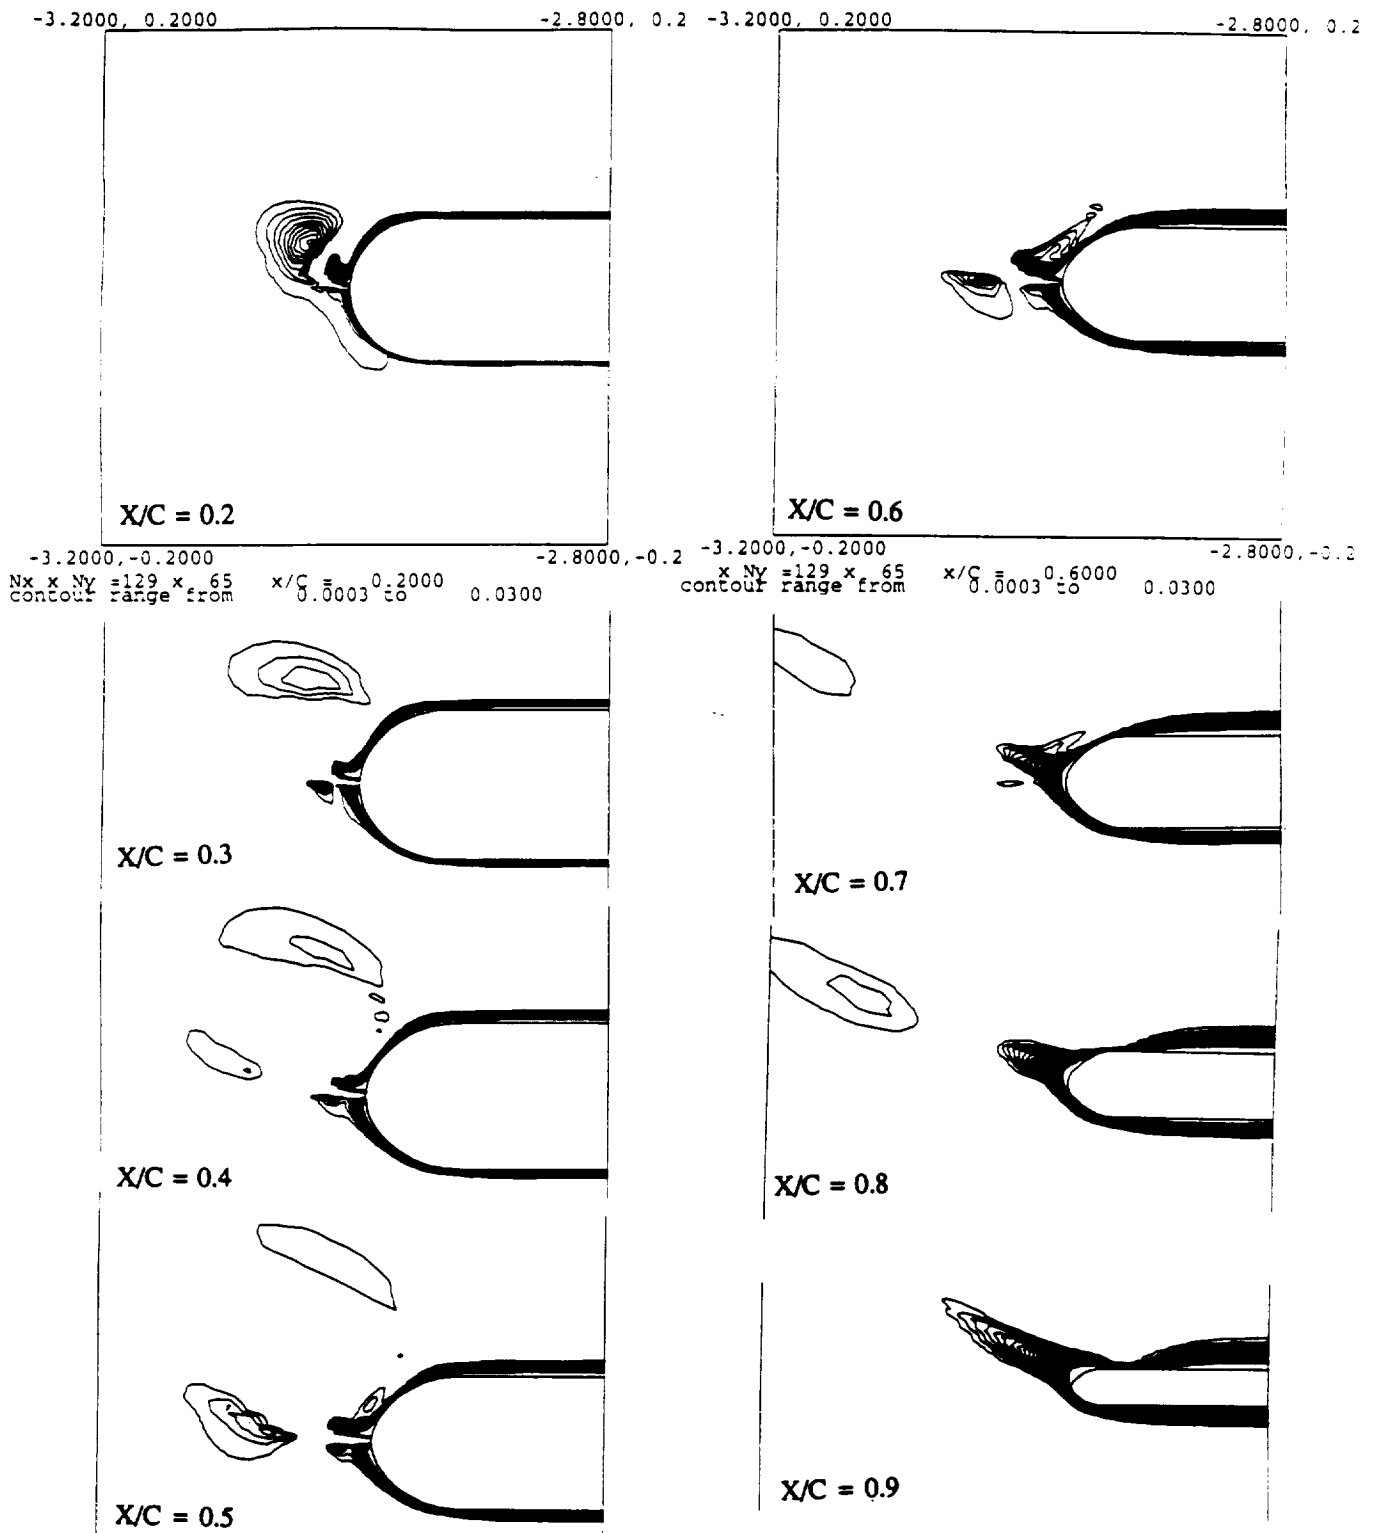 -3.2000, 0.2000
-2.8000, 0.2
X/C = 0.2
-3.2000,-0.2000
-2.8000,-0.2
Nx x Ny =129 x 65 x/C = 0.2000
contour range from 0.0003 to 0.0300
X/C = 0.3
X/C = 0.4
X/C = 0.5
-3.2000, 0.2000
-2.8000, 0.2
X/C = 0.6
-3.2000,-0.2000
-2.8000,-0.2
x Ny =129 x 65 x/C = 0.6000
contour range from 0.0003 to 0.0300
X/C = 0.7
X/C = 0.8
X/C = 0.9